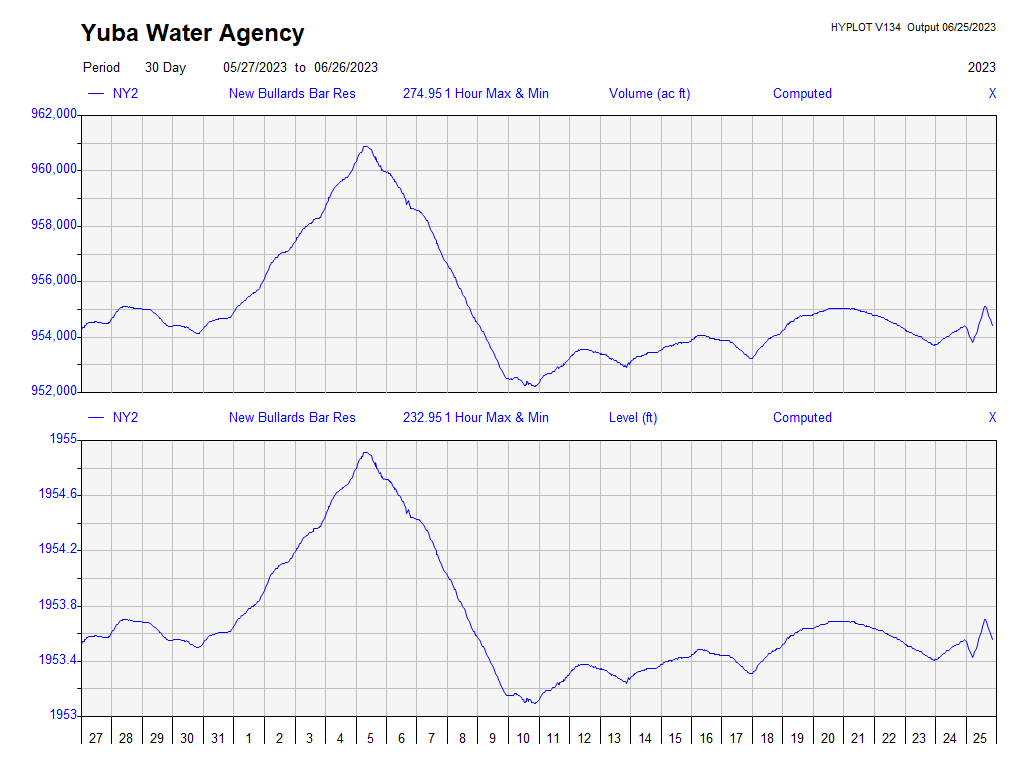 Yuba Water Agency
HYPLOT V134 Output 06/25/2023
Period 30 Day 05/27/2023 to 06/26/2023 2023
NY2 New Bullards Bar Res 274.95 1 Hour Max & Min Volume (ac ft) Computed X
962,000
960,000
958,000
956,000
954,000
952,000
NY2 New Bullards Bar Res 232.95 1 Hour Max & Min Level (ft) Computed X
1955
1954.6
1954.2
1953.8
1953.4
1953
27 28 29 30 31 1 2 3 4 5 6 7 8 9 10 11 12 13 14 15 16 17 18 19 20 21 22 23 24 25